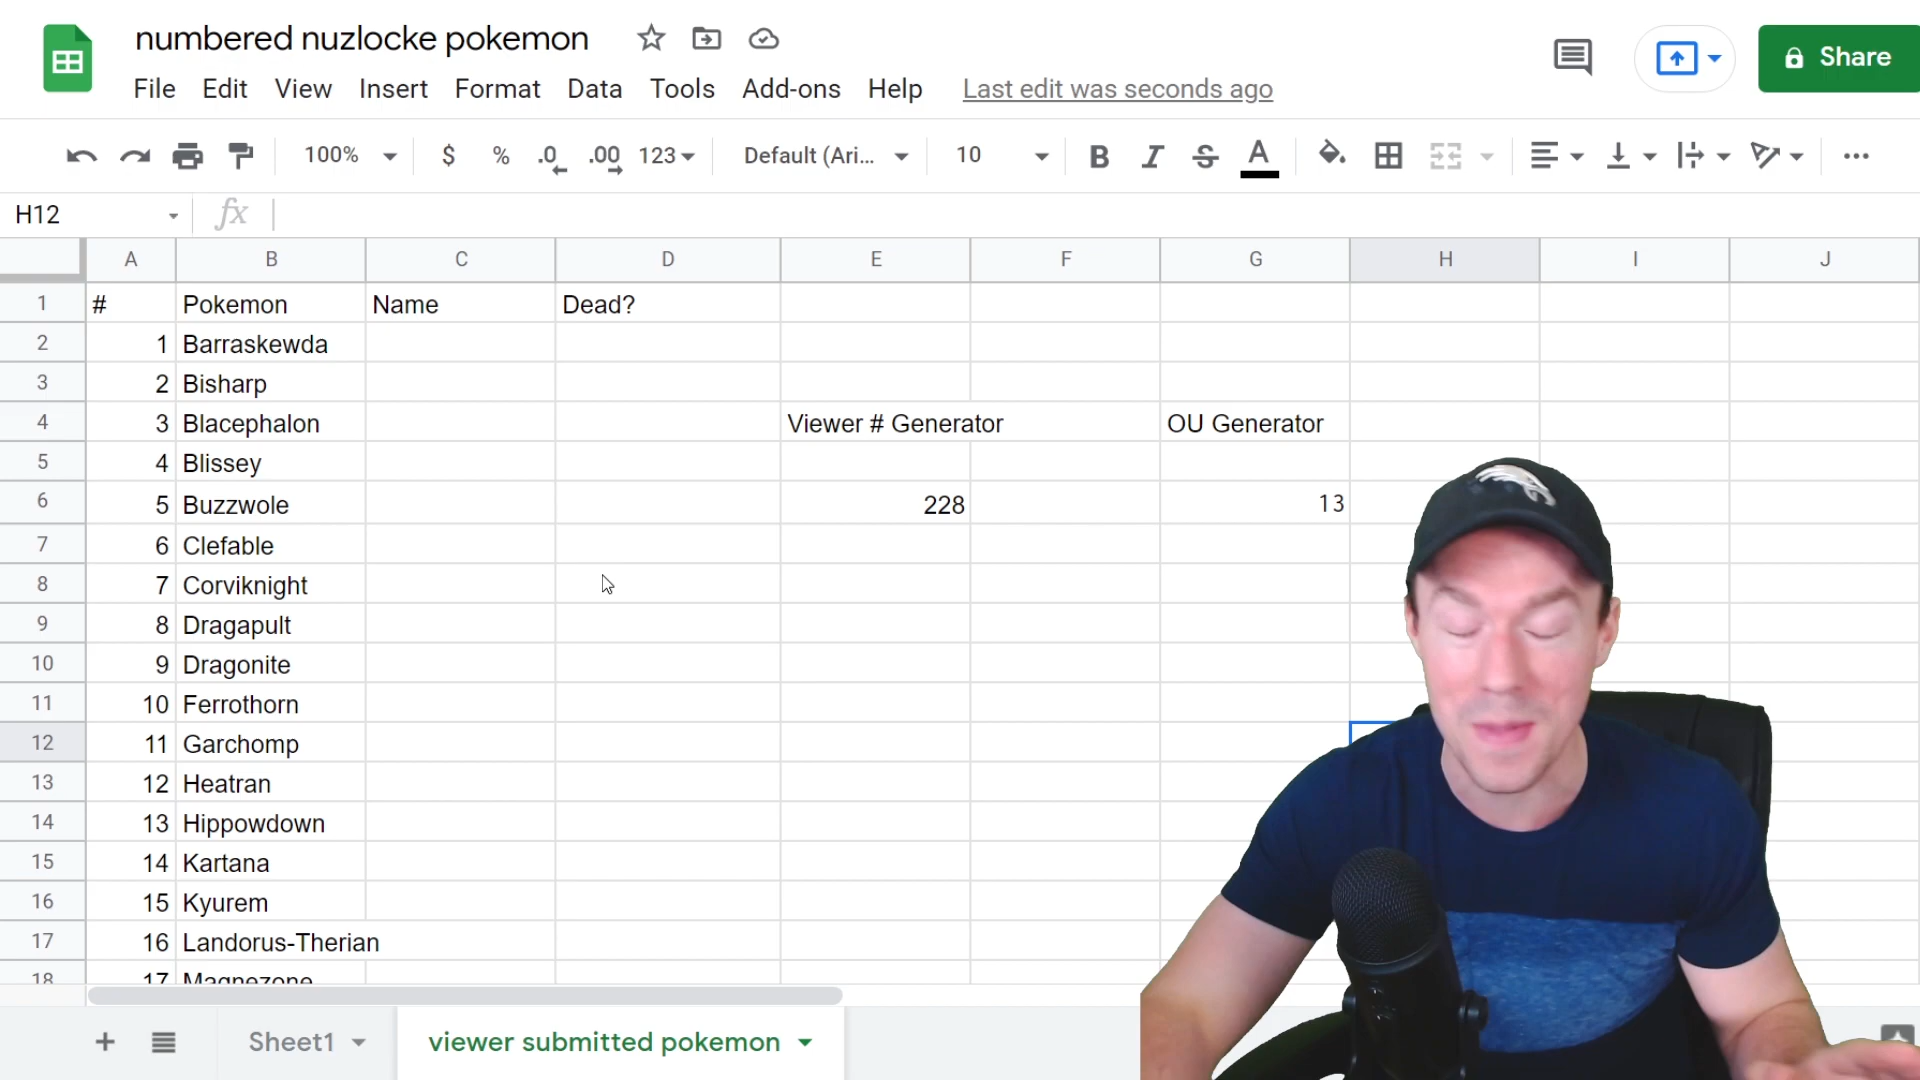 numbered nuzlocke pokemon
File Edit View Insert Format Data Tools Add-ons Help Last edit was seconds ago
Share
100% $ % .0 .00 123 Default (Ari... 10 B I S A
H12 fx
A B C D E F G H I J
1 # Pokemon Name Dead?
2 1 Barraskewda
3 2 Bisharp
4 3 Blacephalon Viewer # Generator OU Generator
5 4 Blissey
6 5 Buzzwole 228 13
7 6 Clefable
8 7 Corviknight
9 8 Dragapult
10 9 Dragonite
11 10 Ferrothorn
12 11 Garchomp
13 12 Heatran
14 13 Hippowdown
15 14 Kartana
16 15 Kyurem
17 16 Landorus-Therian
18 17 Magnezone
+ Sheet1 viewer submitted pokemon